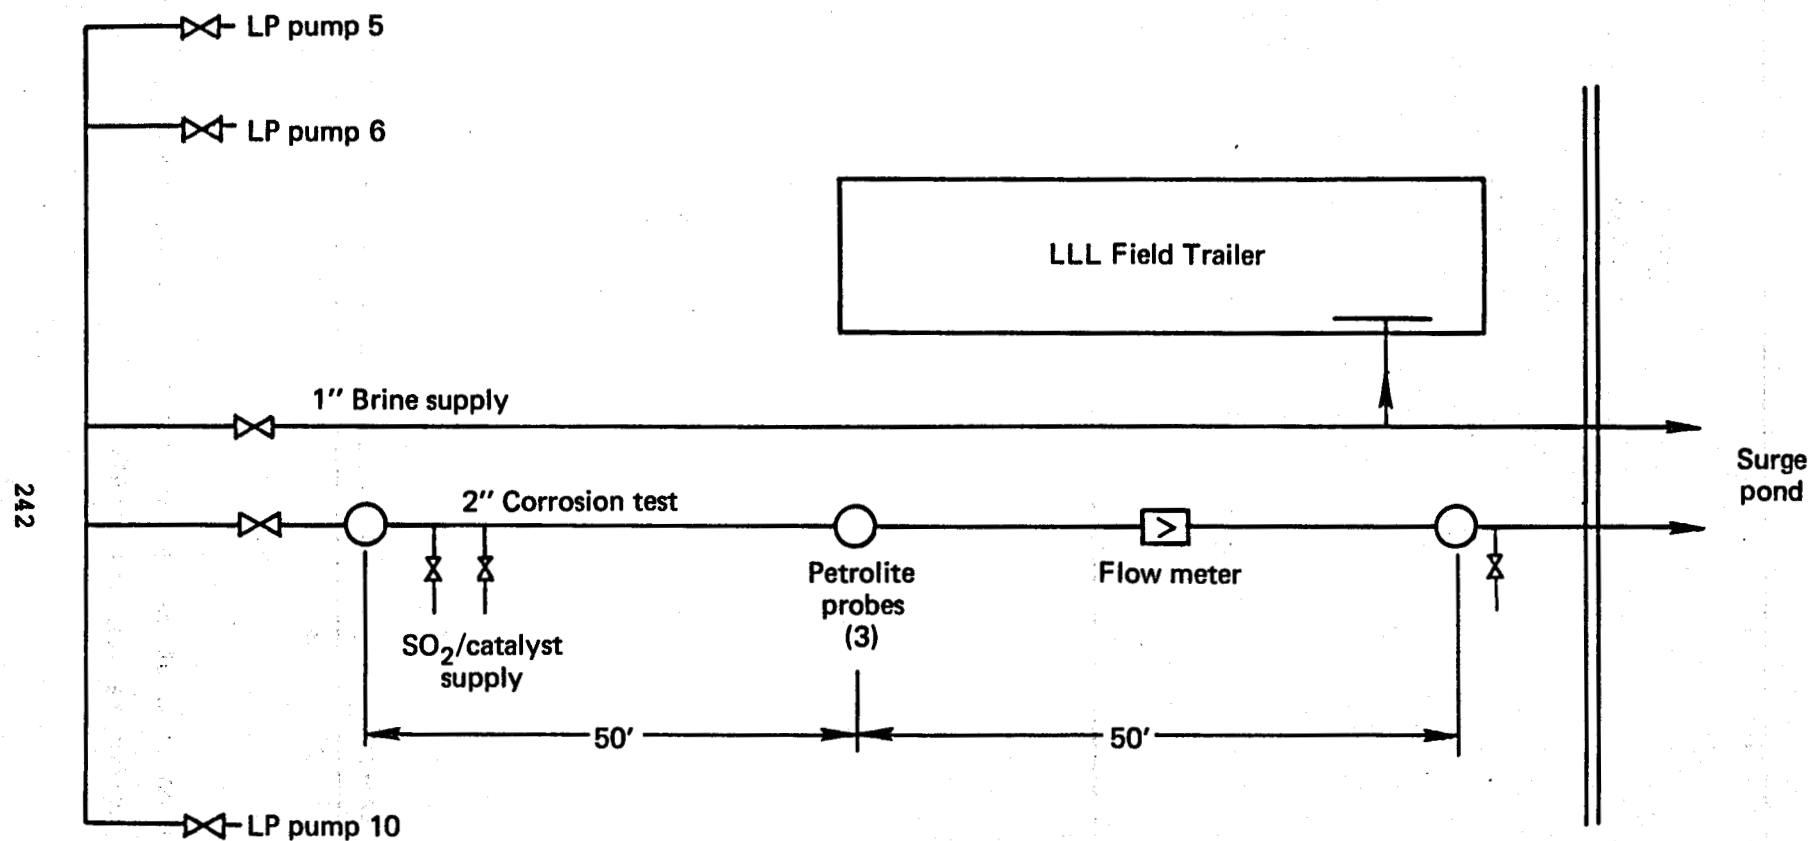 LP pump 5
LP pump 6
LLL Field Trailer
1″ Brine supply
Surge
pond
2″ Corrosion test
242
Petrolite
probes
(3)
Flow meter
SO₂/catalyst
supply
50′
50′
LP pump 10